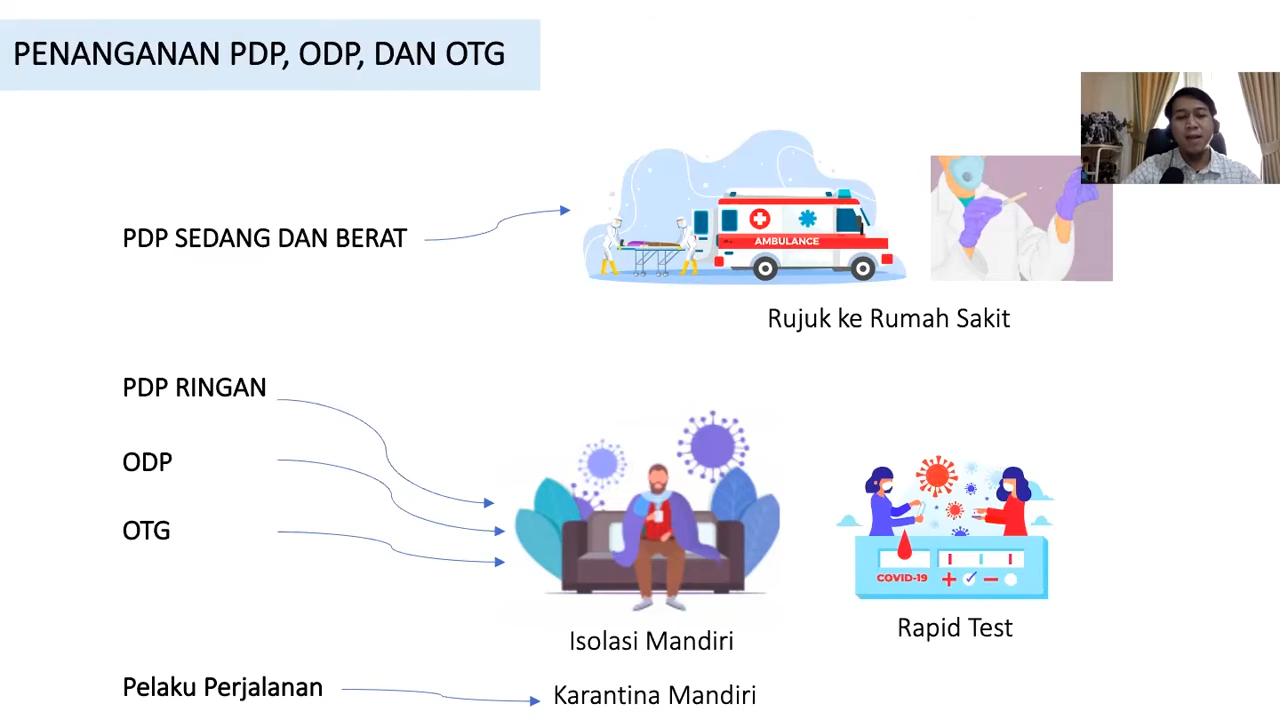 PENANGANAN PDP, ODP, DAN OTG
PDP SEDANG DAN BERAT
AMBULANCE
Rujuk ke Rumah Sakit
PDP RINGAN
ODP
OTG
COVID-19
Isolasi Mandiri
Rapid Test
Pelaku Perjalanan
Karantina Mandiri